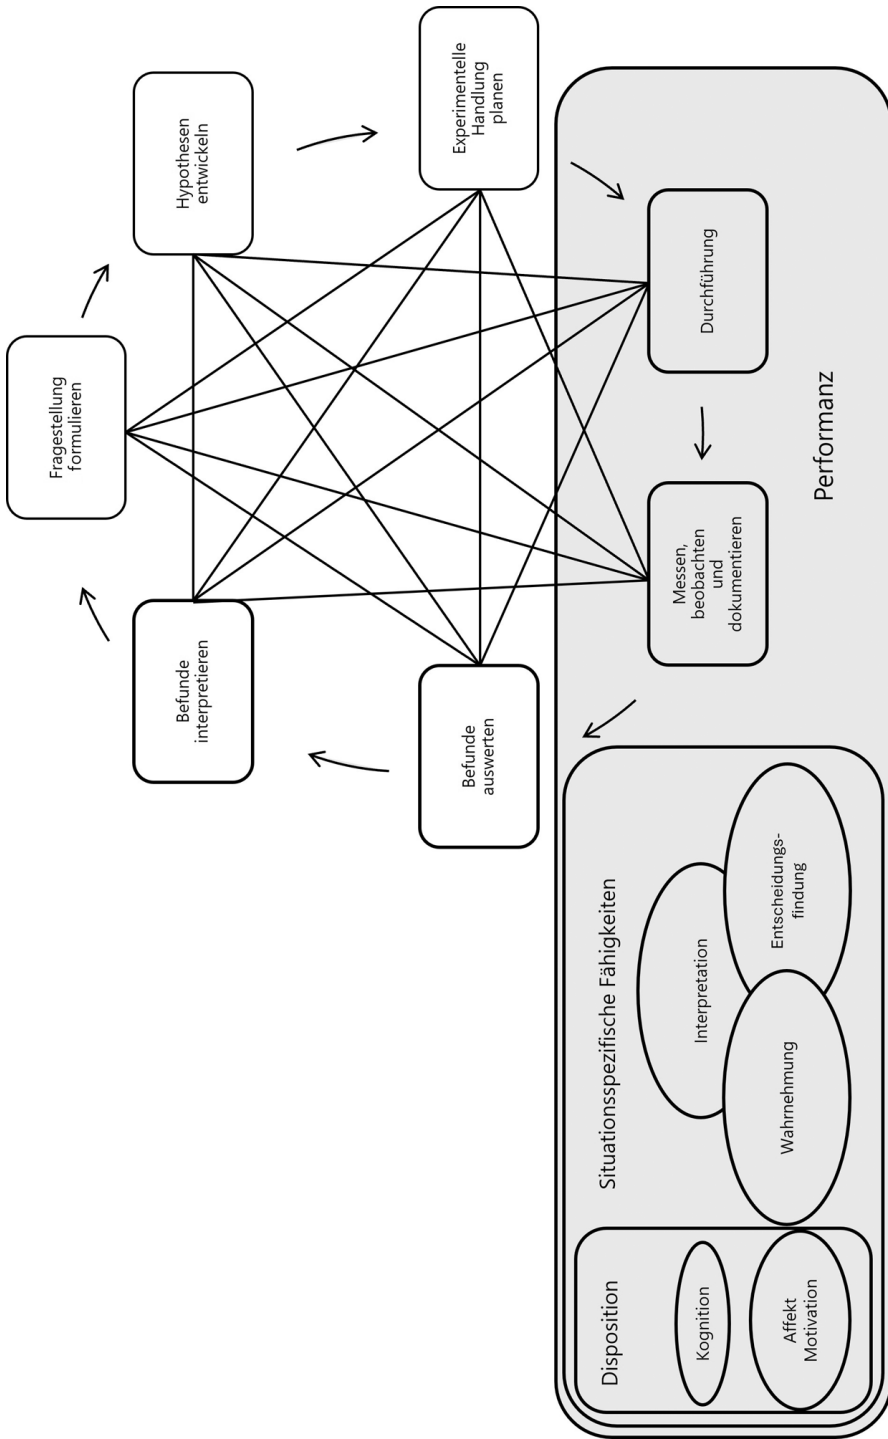 Fragestellung
formulieren
Hypothesen
entwickeln
Experimentelle
Handlung
planen
Durchführung
Messen,
beobachten
und
dokumentieren
Befunde
auswerten
Befunde
interpretieren
Performanz
Situationsspezifische Fähigkeiten
Interpretation
Entscheidungs-
findung
Wahrnehmung
Disposition
Kognition
Affekt
Motivation